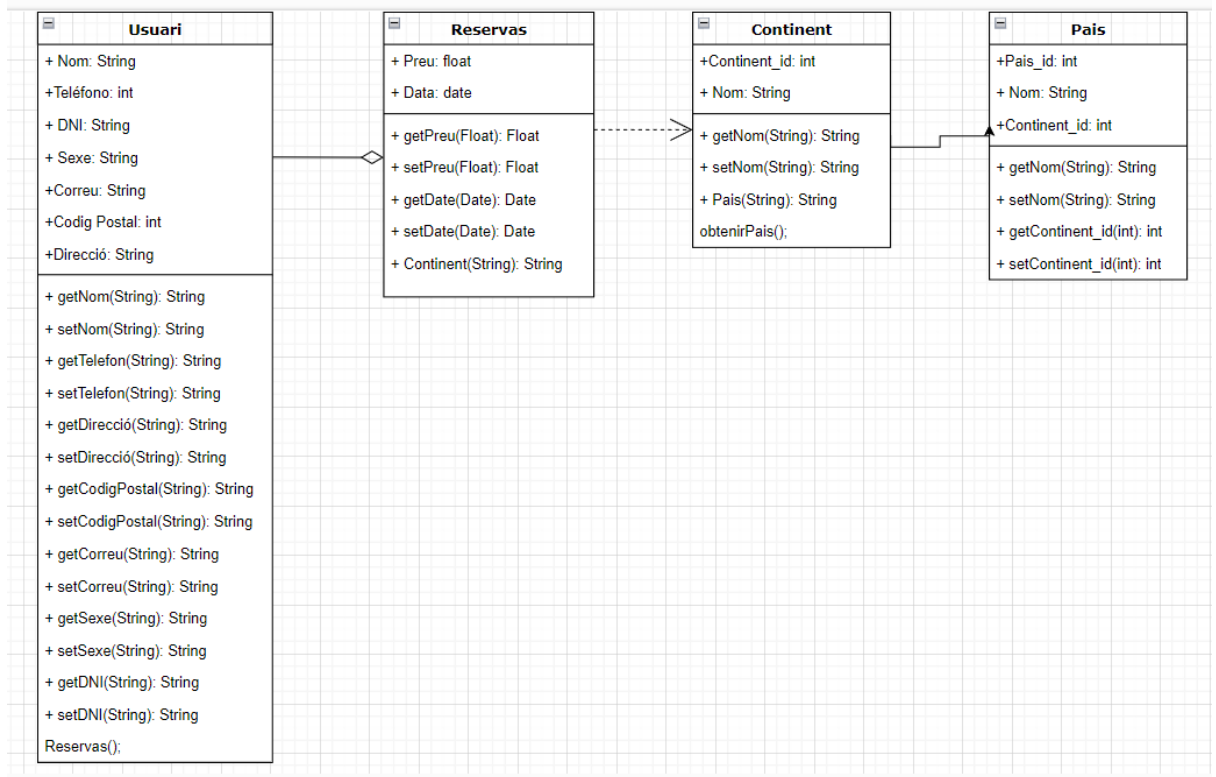 Usuari
+ Nom: String
+Teléfono: int
+ DNI: String
+ Sexe: String
+Correu: String
+Codig Postal: int
+Direcció: String
+ getNom(String): String
+ setNom(String): String
+ getTelefon(String): String
+ setTelefon(String): String
+ getDirecció(String): String
+ setDirecció(String): String
+ getCodigPostal(String): String
+ setCodigPostal(String): String
+ getCorreu(String): String
+ setCorreu(String): String
+ getSexe(String): String
+ setSexe(String): String
+ getDNI(String): String
+ setDNI(String): String
Reservas();
Reservas
+ Preu: float
+ Data: date
+ getPreu(Float): Float
+ setPreu(Float): Float
+ getDate(Date): Date
+ setDate(Date): Date
+ Continent(String): String
Continent
+Continent_id: int
+ Nom: String
+ getNom(String): String
+ setNom(String): String
+ Pais(String): String
obtenirPais();
Pais
+Pais_id: int
+ Nom: String
+Continent_id: int
+ getNom(String): String
+ setNom(String): String
+ getContinent_id(int): int
+ setContinent_id(int): int